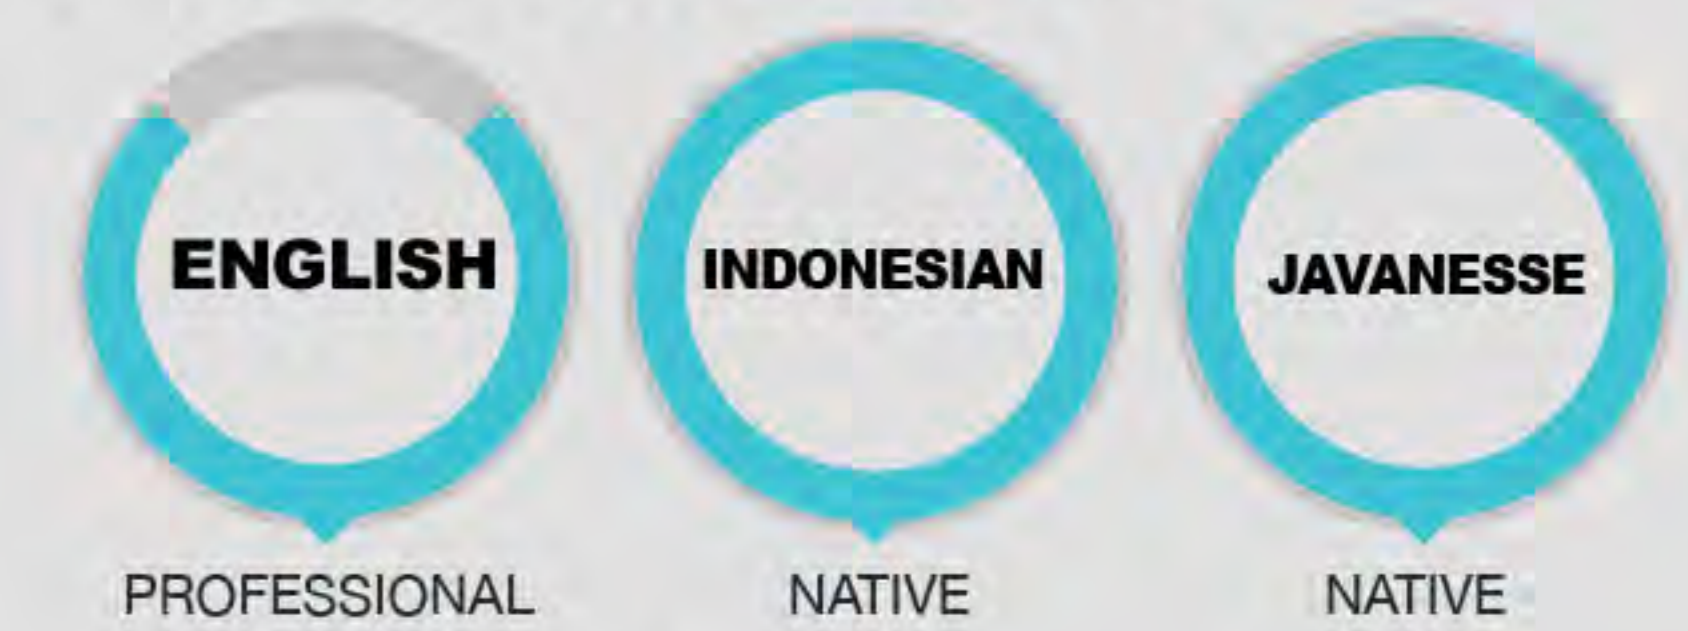 ENGLISH
INDONESIAN
JAVANESSE
PROFESSIONAL
NATIVE
NATIVE